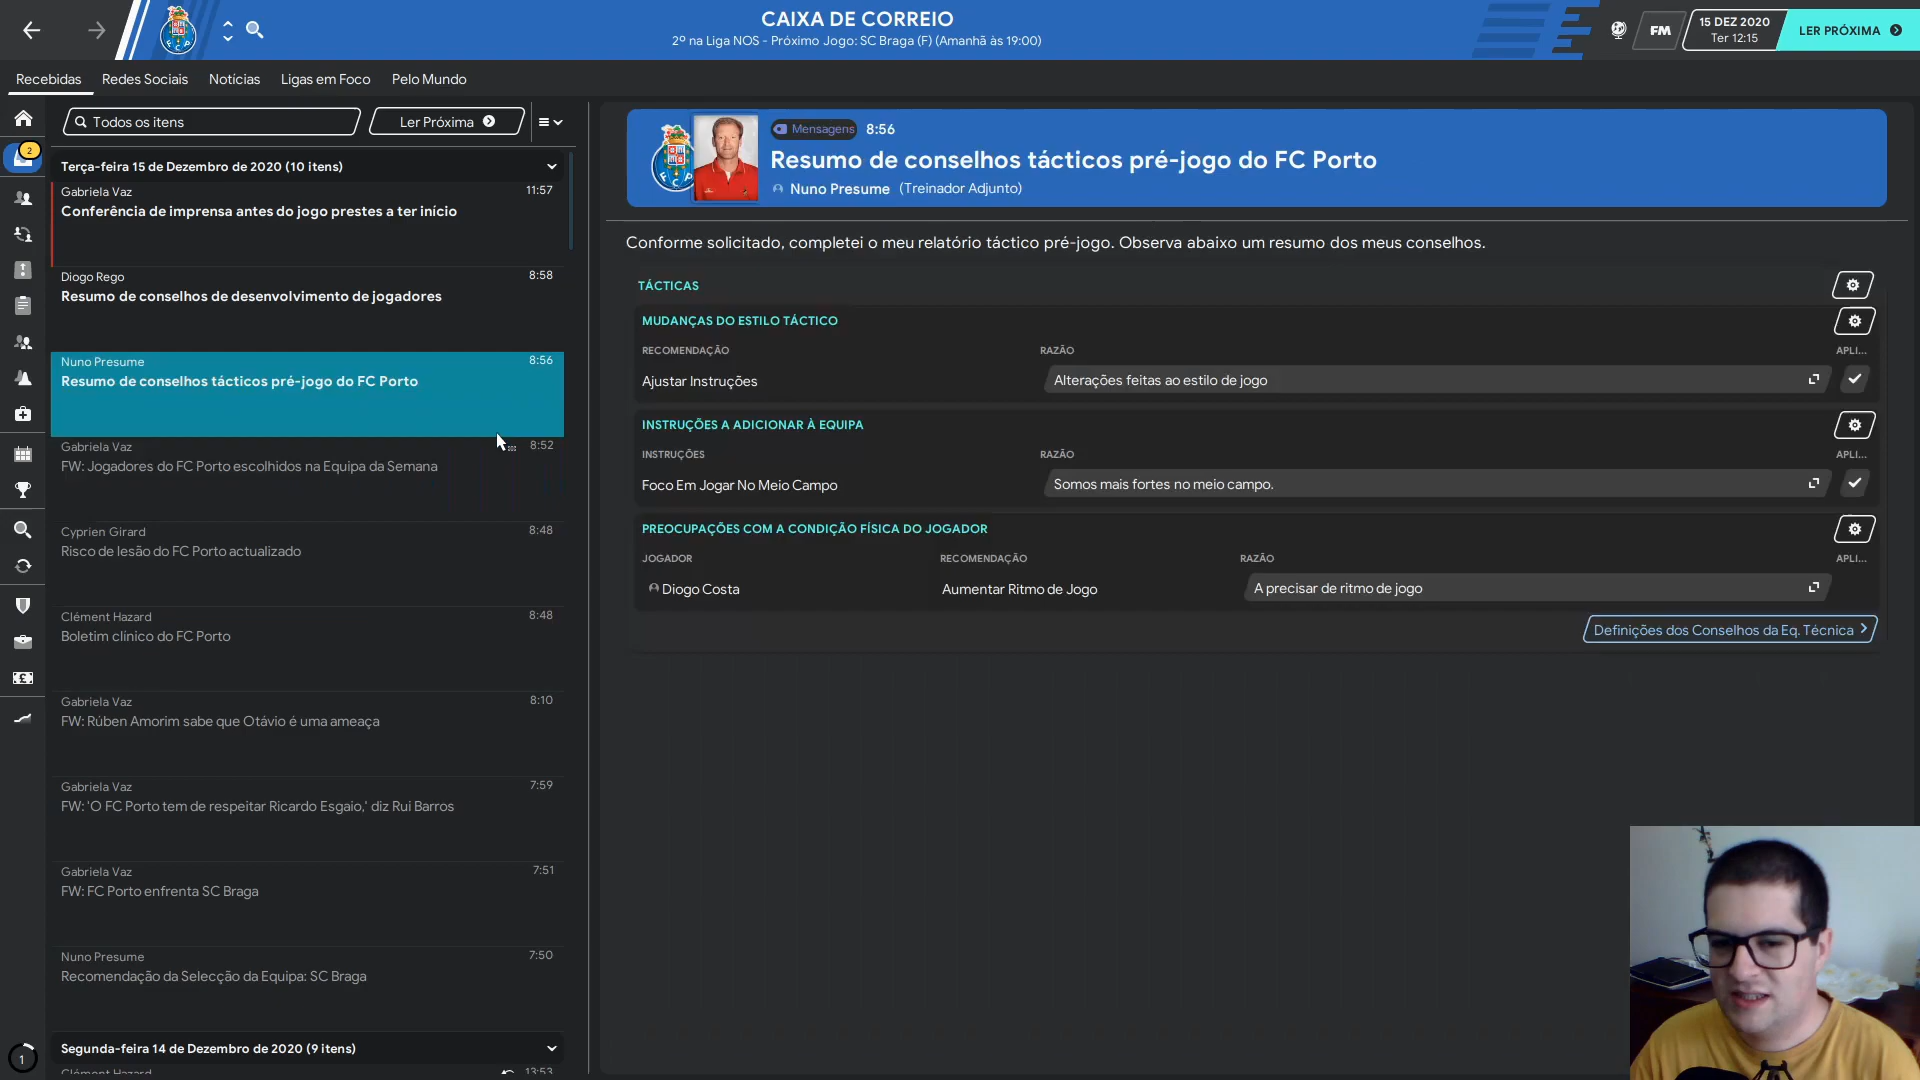 CAIXA DE CORREIO
2º na Liga NOS - Próximo Jogo: SC Braga (F) (Amanhã às 19:00)
FM
15 DEZ 2020
Ter 12:15
LER PRÓXIMA
Recebidas
Redes Sociais
Notícias
Ligas em Foco
Pelo Mundo
Todos os itens
Ler Próxima
2
Terça-feira 15 de Dezembro de 2020 (10 itens)
Gabriela Vaz
11:57
Conferência de imprensa antes do jogo prestes a ter início
Diogo Rego
8:58
Resumo de conselhos de desenvolvimento de jogadores
Nuno Presume
8:56
Resumo de conselhos tácticos pré-jogo do FC Porto
Gabriela Vaz
8:52
FW: Jogadores do FC Porto escolhidos na Equipa da Semana
Cyprien Girard
8:48
Risco de lesão do FC Porto actualizado
Clément Hazard
8:48
Boletim clínico do FC Porto
Gabriela Vaz
8:10
FW: Rúben Amorim sabe que Otávio é uma ameaça
Gabriela Vaz
7:59
FW: 'O FC Porto tem de respeitar Ricardo Esgaio,' diz Rui Barros
Gabriela Vaz
7:51
FW: FC Porto enfrenta SC Braga
Nuno Presume
7:50
Recomendação da Selecção da Equipa: SC Braga
Segunda-feira 14 de Dezembro de 2020 (9 itens)
Clément Hazard
13:53
1
Mensagens
8:56
Resumo de conselhos tácticos pré-jogo do FC Porto
Nuno Presume (Treinador Adjunto)
Conforme solicitado, completei o meu relatório táctico pré-jogo. Observa abaixo um resumo dos meus conselhos.
TÁCTICAS
MUDANÇAS DO ESTILO TÁCTICO
RECOMENDAÇÃO
RAZÃO
APLI...
Ajustar Instruções
Alterações feitas ao estilo de jogo
INSTRUÇÕES A ADICIONAR À EQUIPA
INSTRUÇÕES
RAZÃO
APLI...
Foco Em Jogar No Meio Campo
Somos mais fortes no meio campo.
PREOCUPAÇÕES COM A CONDIÇÃO FÍSICA DO JOGADOR
JOGADOR
RECOMENDAÇÃO
RAZÃO
APLI...
Diogo Costa
Aumentar Ritmo de Jogo
A precisar de ritmo de jogo
Definições dos Conselhos da Eq. Técnica